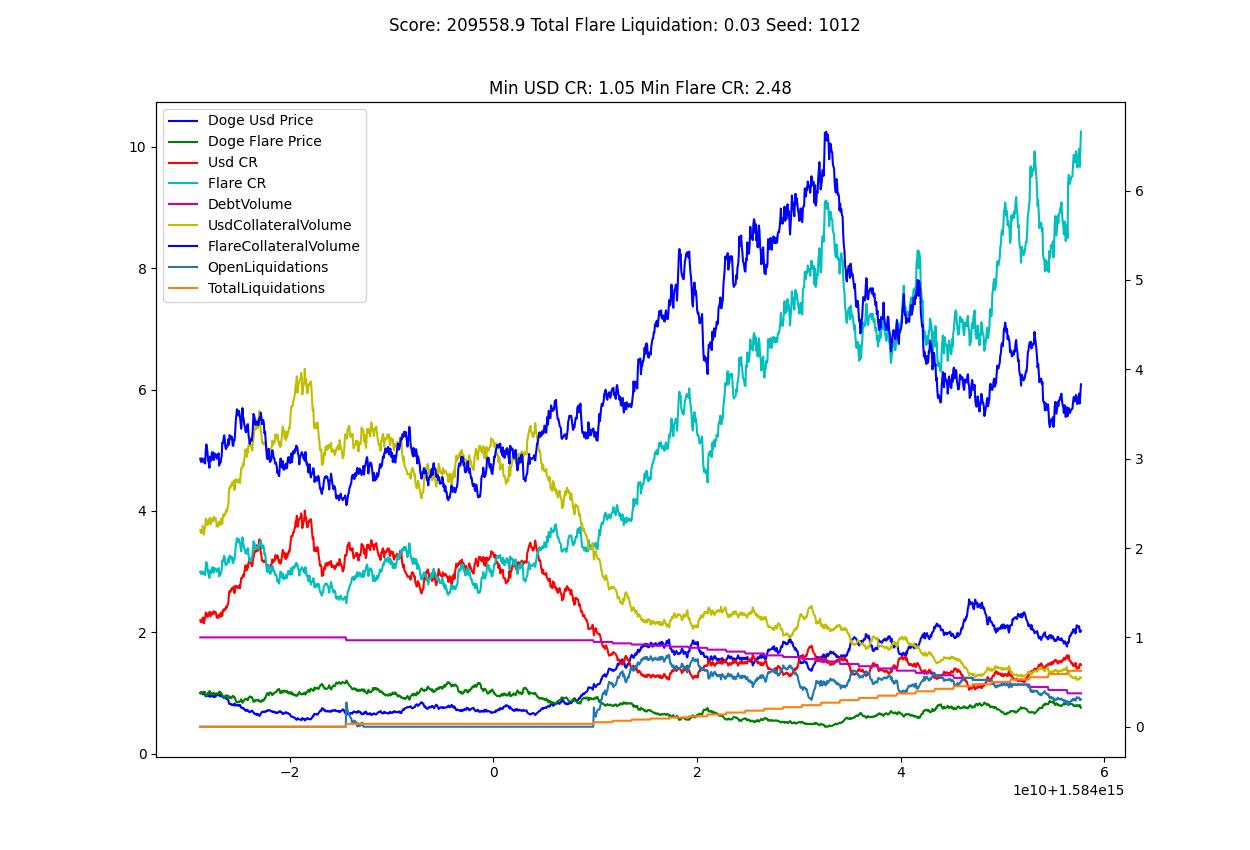 Score: 209558.9 Total Flare Liquidation: 0.03 Seed: 1012
Min USD CR: 1.05 Min Flare CR: 2.48
Doge Usd Price
Doge Flare Price
Usd CR
Flare CR
DebtVolume
UsdCollateralVolume
FlareCollateralVolume
OpenLiquidations
TotalLiquidations
10
8
6
4
2
0
6
5
4
3
2
1
0
−2
0
2
4
6
1e10+1.584e15